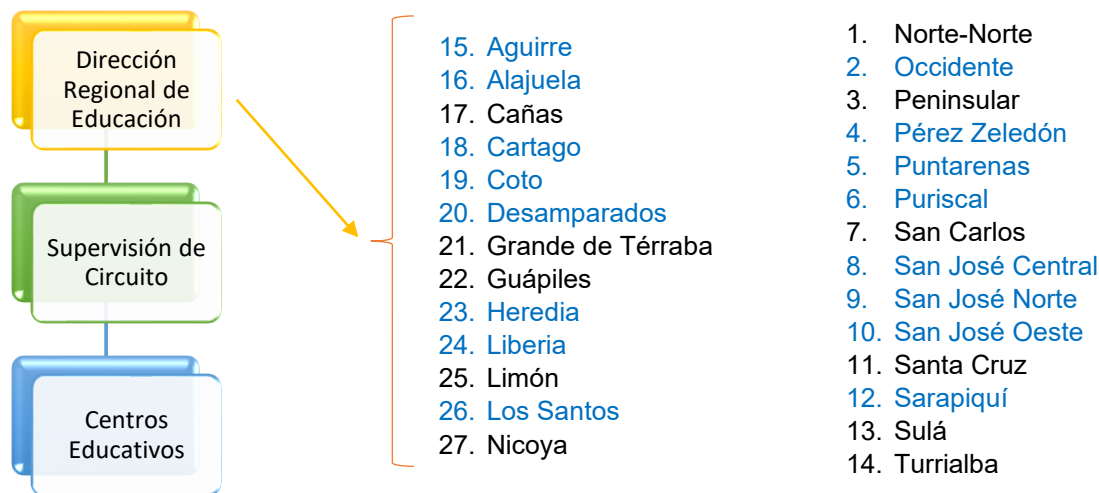 Dirección
Regional de
Educación
Supervisión de
Circuito
Centros
Educativos
15. Aguirre
16. Alajuela
17. Cañas
18. Cartago
19. Coto
20. Desamparados
21. Grande de Térraba
22. Guápiles
23. Heredia
24. Liberia
25. Limón
26. Los Santos
27. Nicoya
1. Norte-Norte
2. Occidente
3. Peninsular
4. Pérez Zeledón
5. Puntarenas
6. Puriscal
7. San Carlos
8. San José Central
9. San José Norte
10. San José Oeste
11. Santa Cruz
12. Sarapiquí
13. Sulá
14. Turrialba